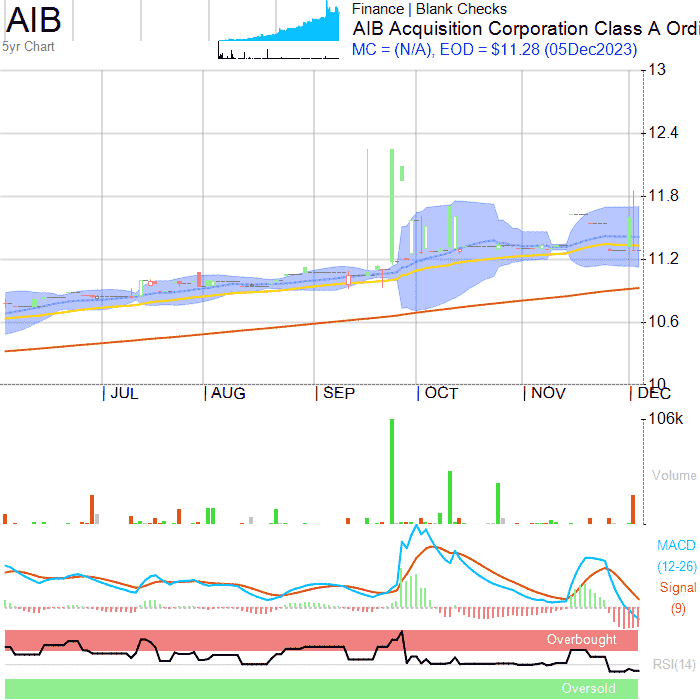 AIB
5yr Chart
Finance | Blank Checks
AIB Acquisition Corporation Class A Ordi
MC = (N/A), EOD = $11.28 (05Dec2023)
13
12.4
11.8
11.2
10.6
10
JUL
AUG
SEP
OCT
NOV
DEC
106k
Volume
MACD
(12-26)
Signal
(9)
Overbought
RSI(14)
Oversold